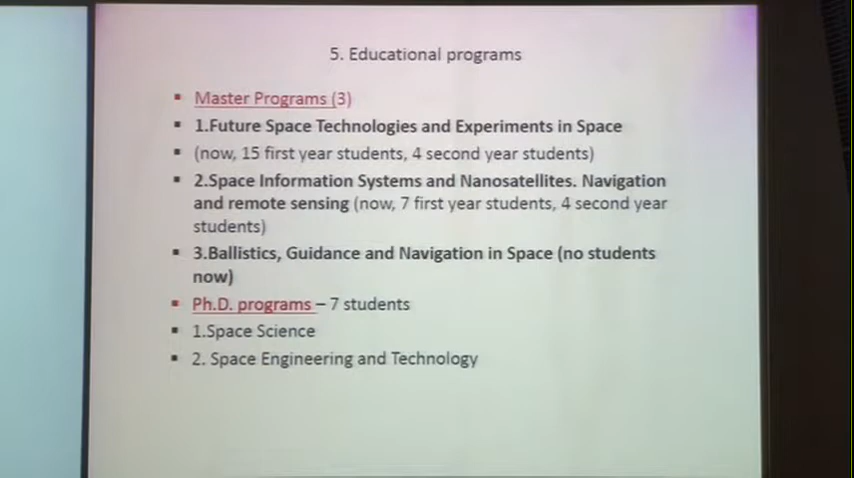 5. Educational programs
▪ Master Programs (3)
▪ 1.Future Space Technologies and Experiments in Space
▪ (now, 15 first year students, 4 second year students)
▪ 2.Space Information Systems and Nanosatellites. Navigation
and remote sensing (now, 7 first year students, 4 second year
students)
▪ 3.Ballistics, Guidance and Navigation in Space (no students
now)
▪ Ph.D. programs – 7 students
▪ 1.Space Science
▪ 2. Space Engineering and Technology